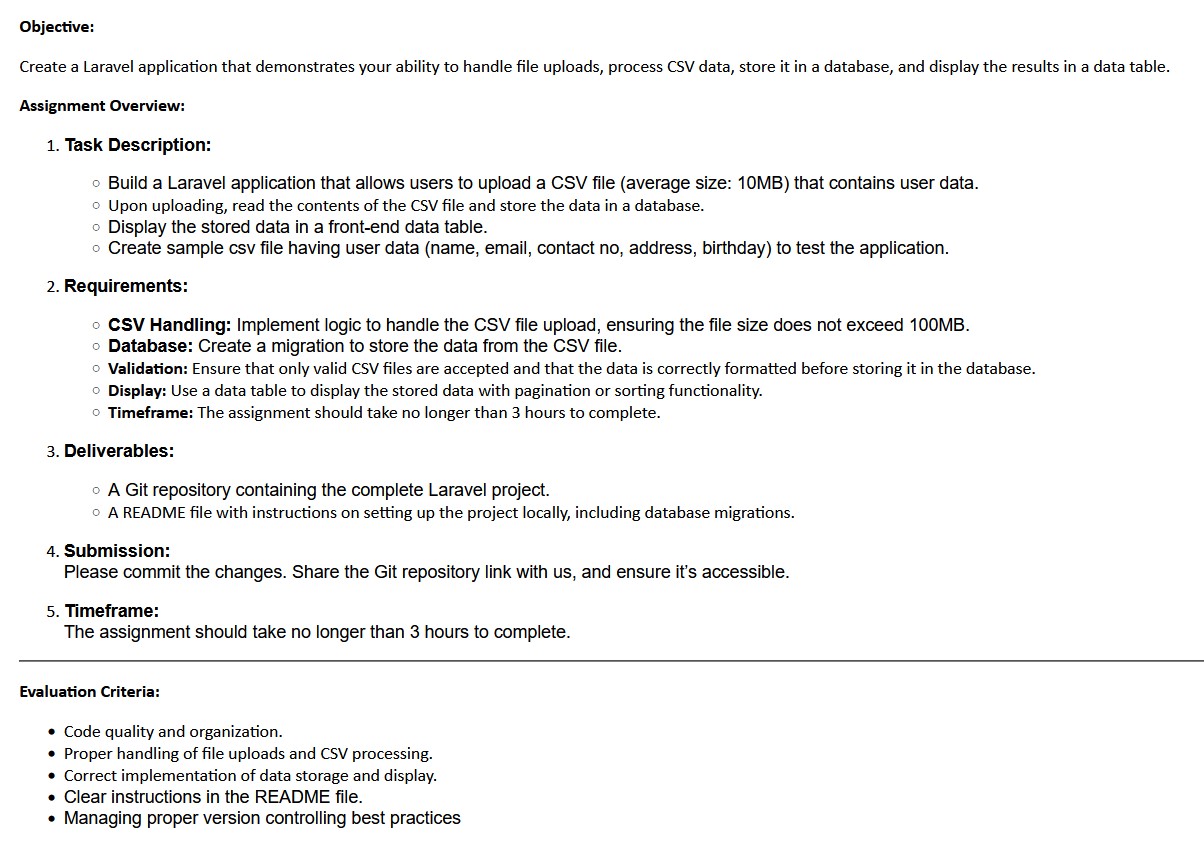 Objective:
Create a Laravel application that demonstrates your ability to handle file uploads, process CSV data, store it in a database, and display the results in a data table.
Assignment Overview:
1. Task Description:
○ Build a Laravel application that allows users to upload a CSV file (average size: 10MB) that contains user data.
○ Upon uploading, read the contents of the CSV file and store the data in a database.
○ Display the stored data in a front-end data table.
○ Create sample csv file having user data (name, email, contact no, address, birthday) to test the application.
2. Requirements:
○ CSV Handling: Implement logic to handle the CSV file upload, ensuring the file size does not exceed 100MB.
○ Database: Create a migration to store the data from the CSV file.
○ Validation: Ensure that only valid CSV files are accepted and that the data is correctly formatted before storing it in the database.
○ Display: Use a data table to display the stored data with pagination or sorting functionality.
○ Timeframe: The assignment should take no longer than 3 hours to complete.
3. Deliverables:
○ A Git repository containing the complete Laravel project.
○ A README file with instructions on setting up the project locally, including database migrations.
4. Submission:
Please commit the changes. Share the Git repository link with us, and ensure it's accessible.
5. Timeframe:
The assignment should take no longer than 3 hours to complete.
Evaluation Criteria:
• Code quality and organization.
• Proper handling of file uploads and CSV processing.
• Correct implementation of data storage and display.
• Clear instructions in the README file.
• Managing proper version controlling best practices